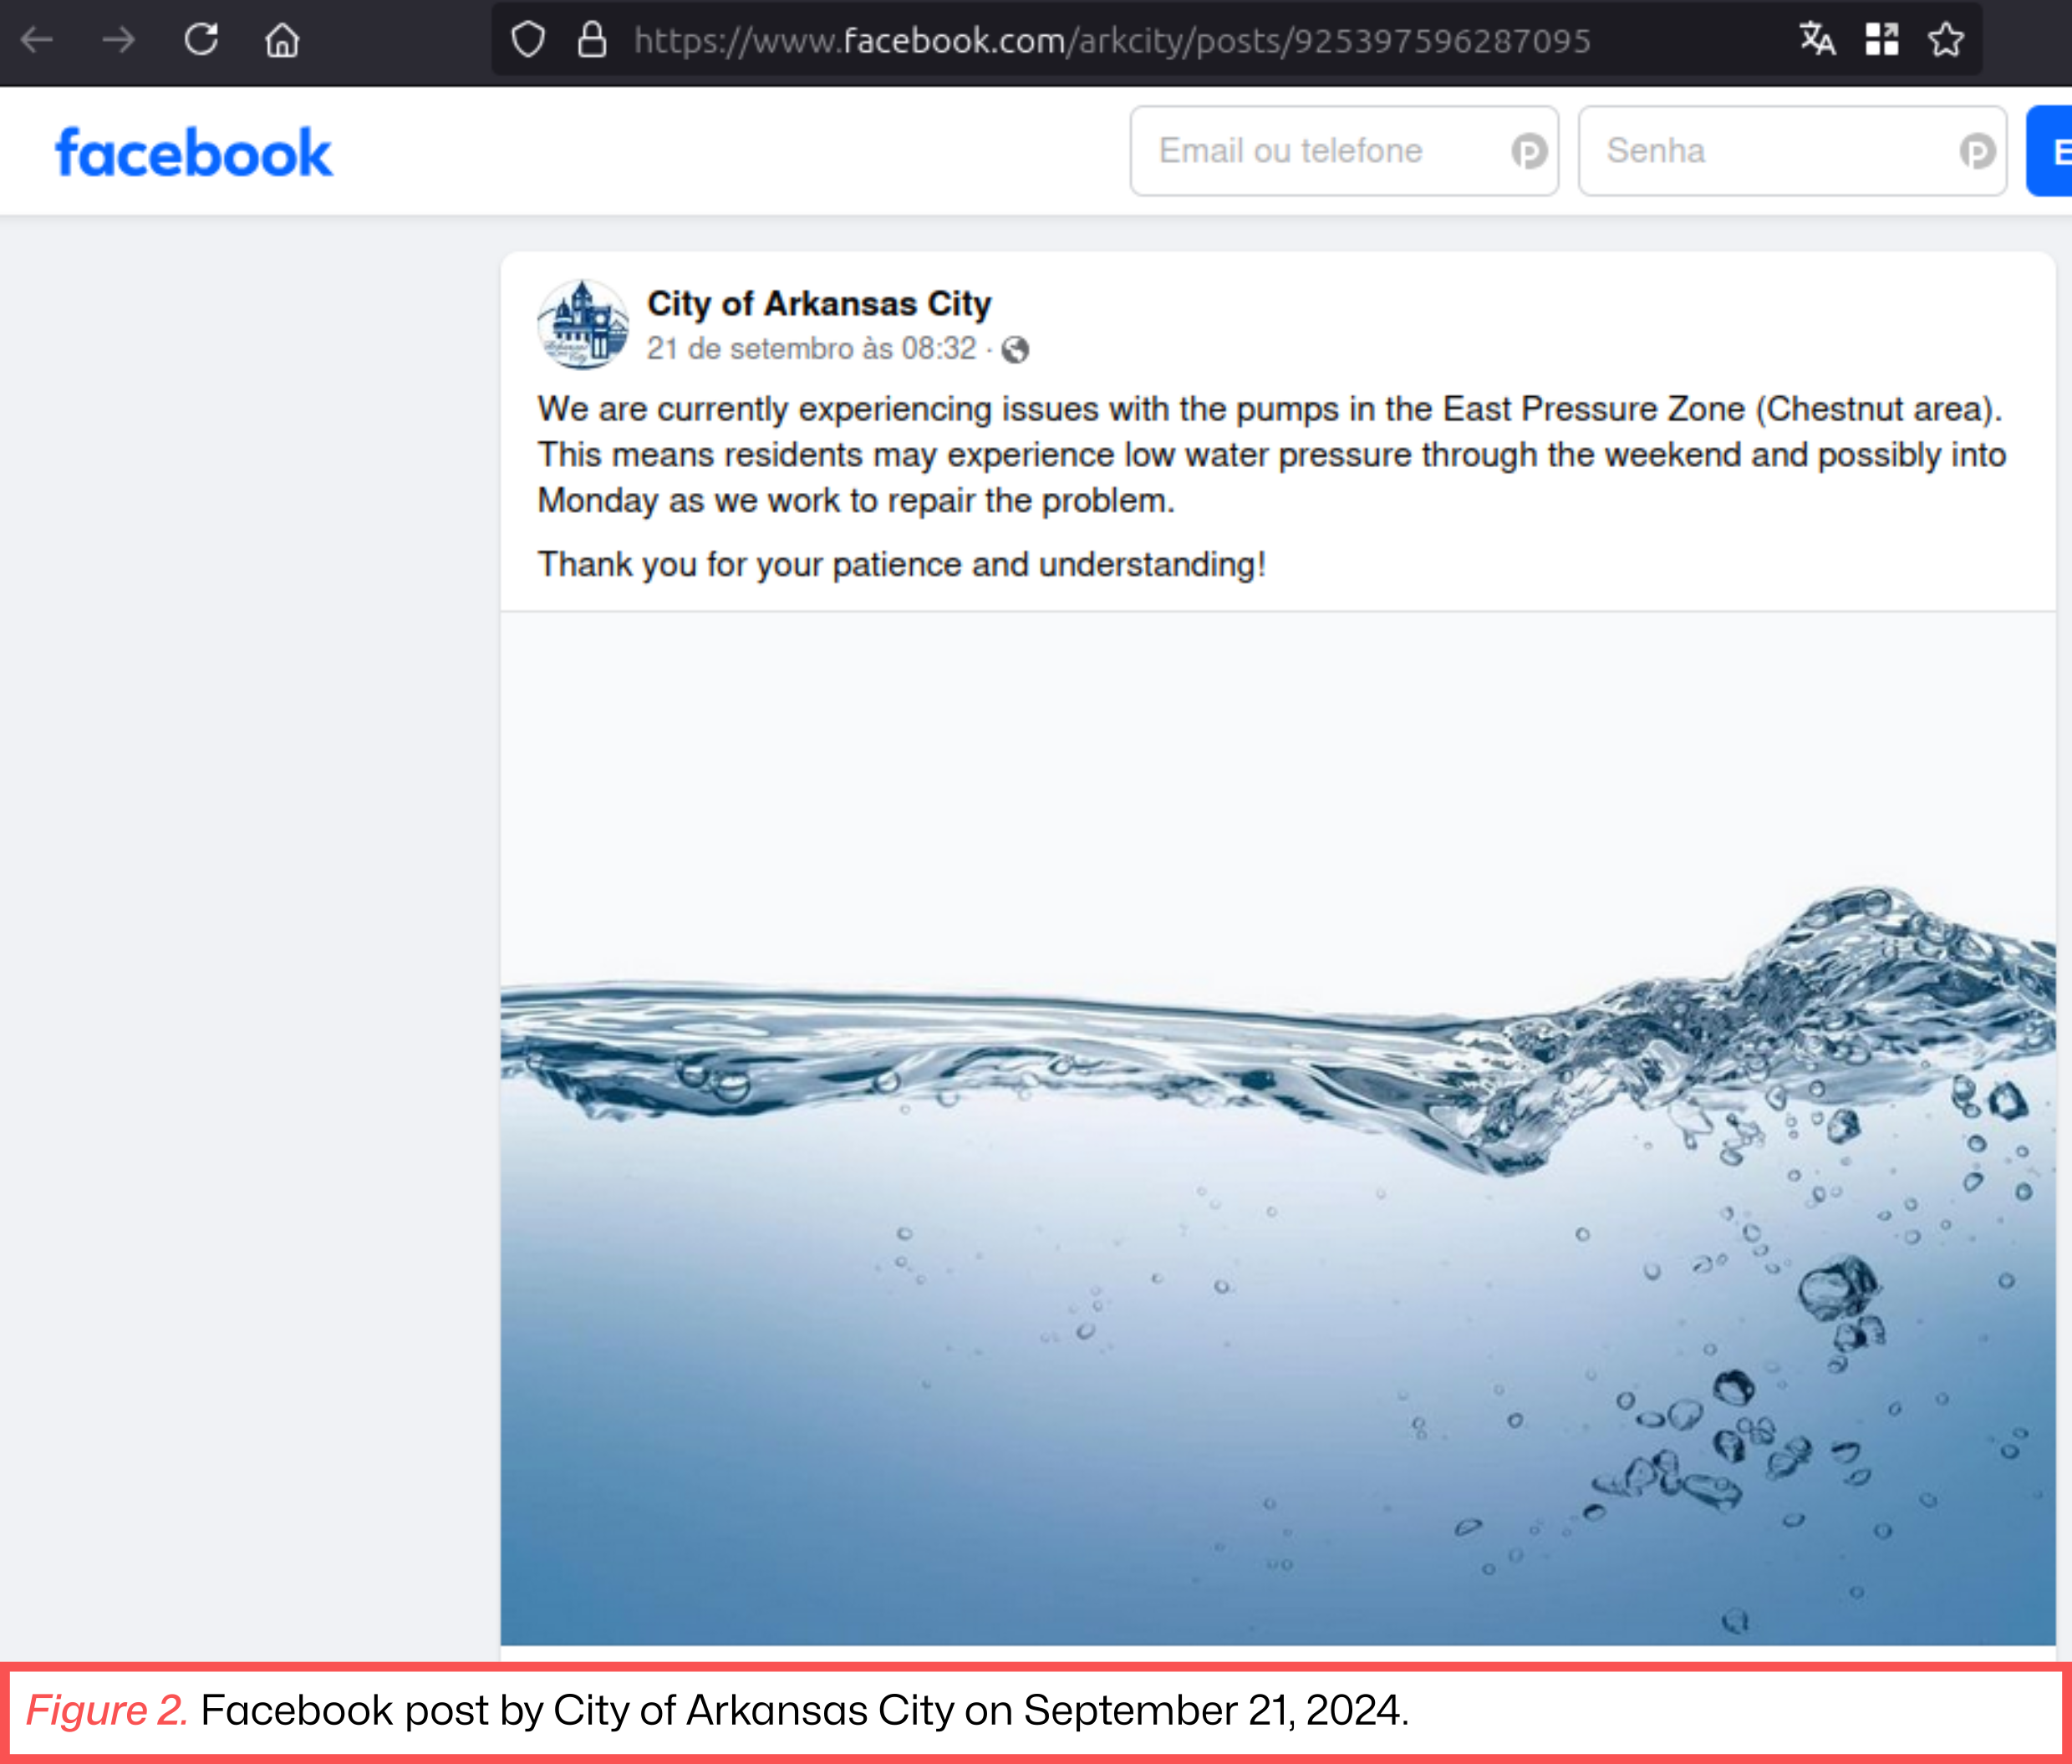 https://www.facebook.com/arkcity/posts/925397596287095
facebook
Email ou telefone
Senha
E
City of Arkansas City
21 de setembro às 08:32 ·
We are currently experiencing issues with the pumps in the East Pressure Zone (Chestnut area).
This means residents may experience low water pressure through the weekend and possibly into
Monday as we work to repair the problem.
Thank you for your patience and understanding!
Figure 2. Facebook post by City of Arkansas City on September 21, 2024.